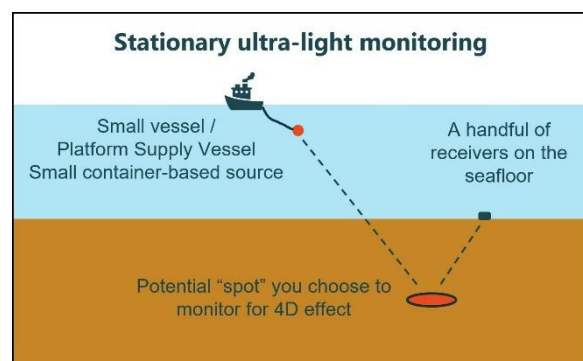 Stationary ultra-light monitoring
Small vessel /
Platform Supply Vessel
Small container-based source
A handful of
receivers on the
seafloor
Potential “spot” you choose to
monitor for 4D effect